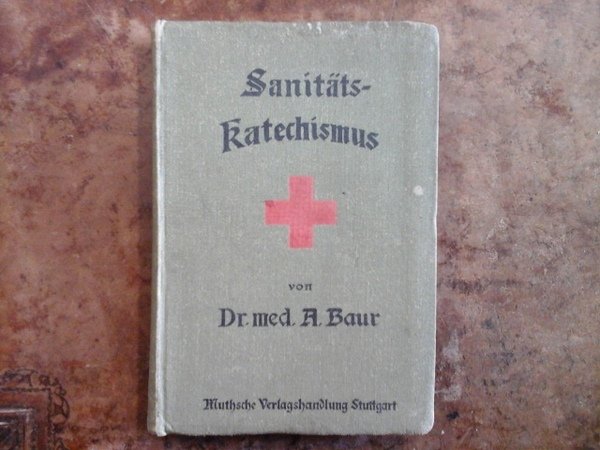 Sanitäts-
Katechismus
von
Dr. med. A. Baur
Muthsche Verlagshandlung Stuttgart